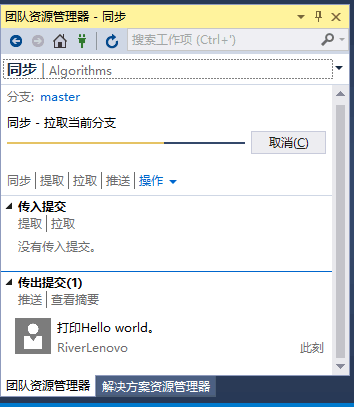 团队资源管理器 - 同步
搜索工作项 (Ctrl+')
同步 | Algorithms
分支: master
同步 - 拉取当前分支
取消(C)
同步 | 提取 | 拉取 | 推送 | 操作
传入提交
提取 | 拉取
没有传入提交。
传出提交(1)
推送 | 查看摘要
打印Hello world。
RiverLenovo 此刻
团队资源管理器 解决方案资源管理器